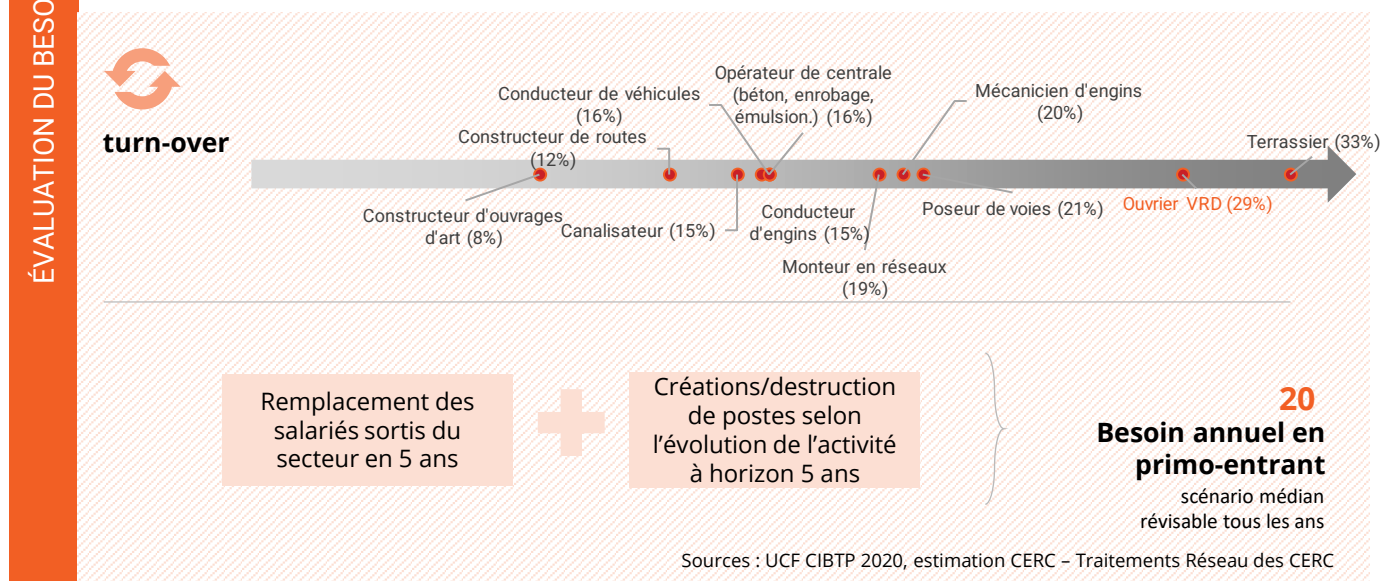 ÉVALUATION DU BESO
turn-over
Opérateur de centrale
(béton, enrobage,
émulsion.) (16%)
Conducteur de véhicules
(16%)
Mécanicien d'engins
(20%)
Constructeur de routes
(12%)
Terrassier (33%)
Constructeur d'ouvrages
d'art (8%)
Canalisateur (15%)
Conducteur
d'engins (15%)
Poseur de voies (21%)
Ouvrier VRD (29%)
Monteur en réseaux
(19%)
Remplacement des
salariés sortis du
secteur en 5 ans
Créations/destruction
de postes selon
l'évolution de l'activité
à horizon 5 ans
20
Besoin annuel en
primo-entrant
scénario médian
révisable tous les ans
Sources : UCF CIBTP 2020, estimation CERC – Traitements Réseau des CERC